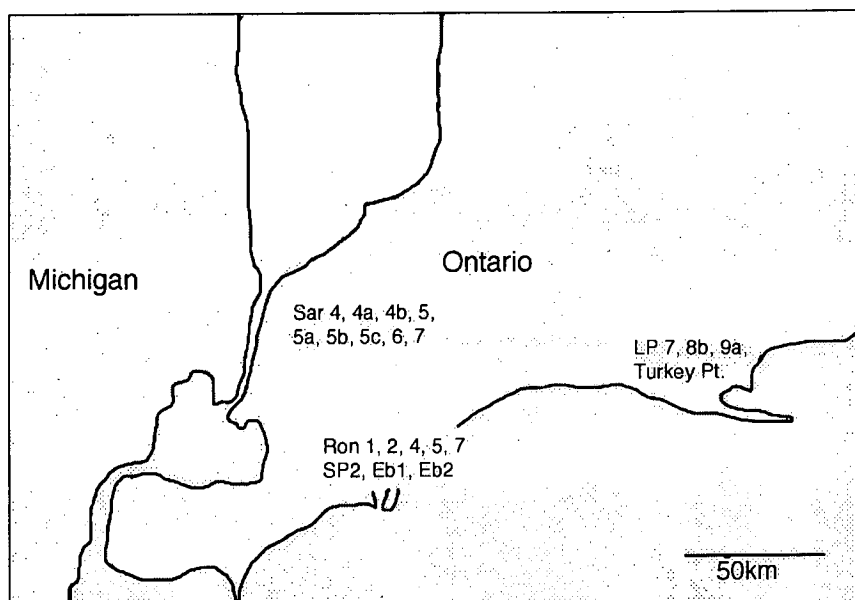 Michigan
Ontario
Sar 4, 4a, 4b, 5,
5a, 5b, 5c, 6, 7
LP 7, 8b, 9a,
Turkey Pt.
Ron 1, 2, 4, 5, 7
SP2, Eb1, Eb2
50km